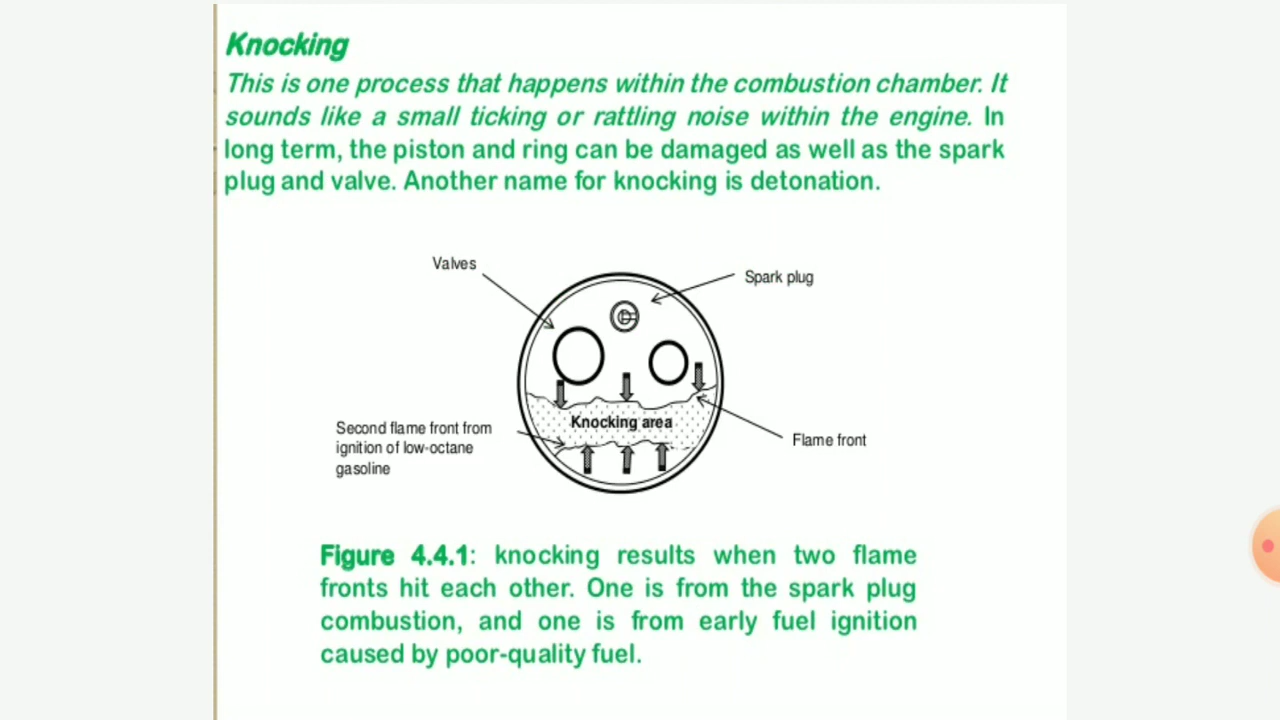 Knocking
This is one process that happens within the combustion chamber. It
sounds like a small ticking or rattling noise within the engine. In
long term, the piston and ring can be damaged as well as the spark
plug and valve. Another name for knocking is detonation.
Valves
Spark plug
Knocking area
Second flame front from
ignition of low-octane
gasoline
Flame front
Figure 4.4.1: knocking results when two flame
fronts hit each other. One is from the spark plug
combustion, and one is from early fuel ignition
caused by poor-quality fuel.